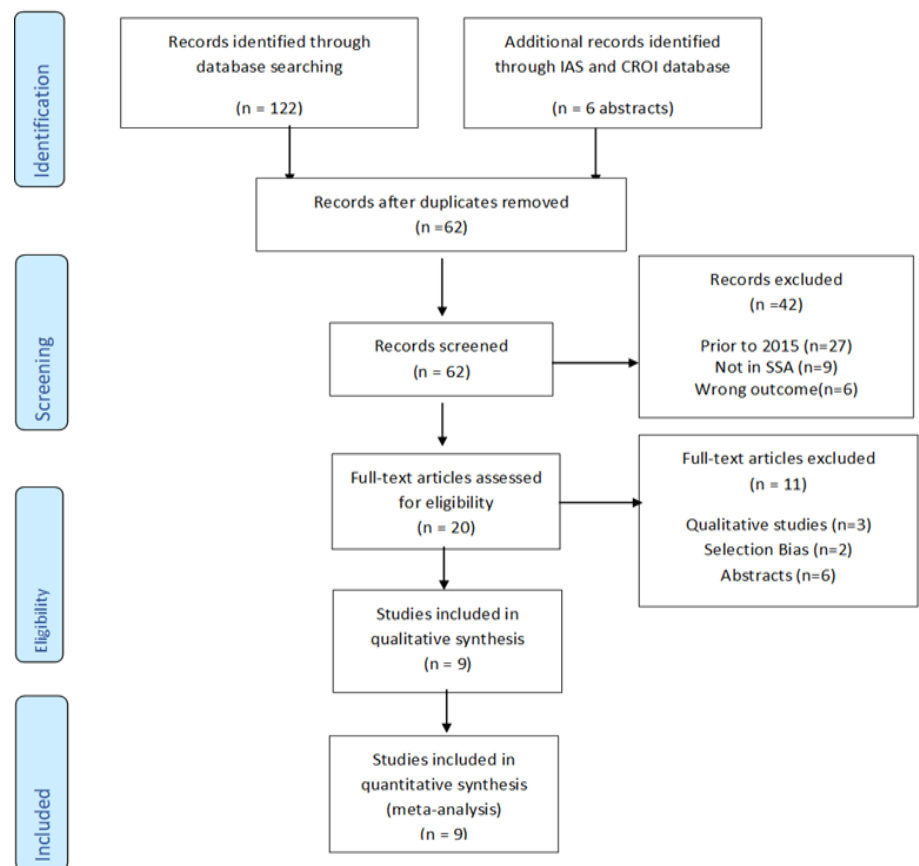 Identification
Records identified through
database searching
(n = 122)
Additional records identified
through IAS and CROI database
(n = 6 abstracts)
Records after duplicates removed
(n =62)
Screening
Records screened
(n = 62)
Records excluded
(n =42)
Prior to 2015 (n=27)
Not in SSA (n=9)
Wrong outcome(n=6)
Eligibility
Full-text articles assessed
for eligibility
(n = 20)
Full-text articles excluded
(n = 11)
Qualitative studies (n=3)
Selection Bias (n=2)
Abstracts (n=6)
Studies included in
qualitative synthesis
(n = 9)
Included
Studies included in
quantitative synthesis
(meta-analysis)
(n = 9)